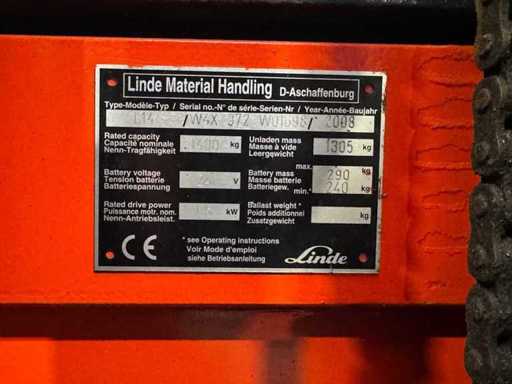 Linde Material Handling D-Aschaffenburg
Type-Modèle-Typ / Serial no.-N° de série-Serien-Nr / Year-Année-Baujahr
L14 / / 2008
Rated capacity
Capacité nominale
Nenn-Tragfähigkeit
1400 kg
Unladen mass
Masse à vide
Leergewicht
1305 kg
Battery voltage
Tension batterie
Batteriespannung
V
Battery mass
Masse batterie
Batteriegew.
max. 290
min.* 240 kg
Rated drive power
Puissance motr. nom.
Nenn-Antriebsleist.
kW
Ballast weight *
Poids additionnel
Zusatzgewicht
kg
CE
* see Operating instructions
Voir Mode d'emploi
siehe Betriebsanleitung
Linde